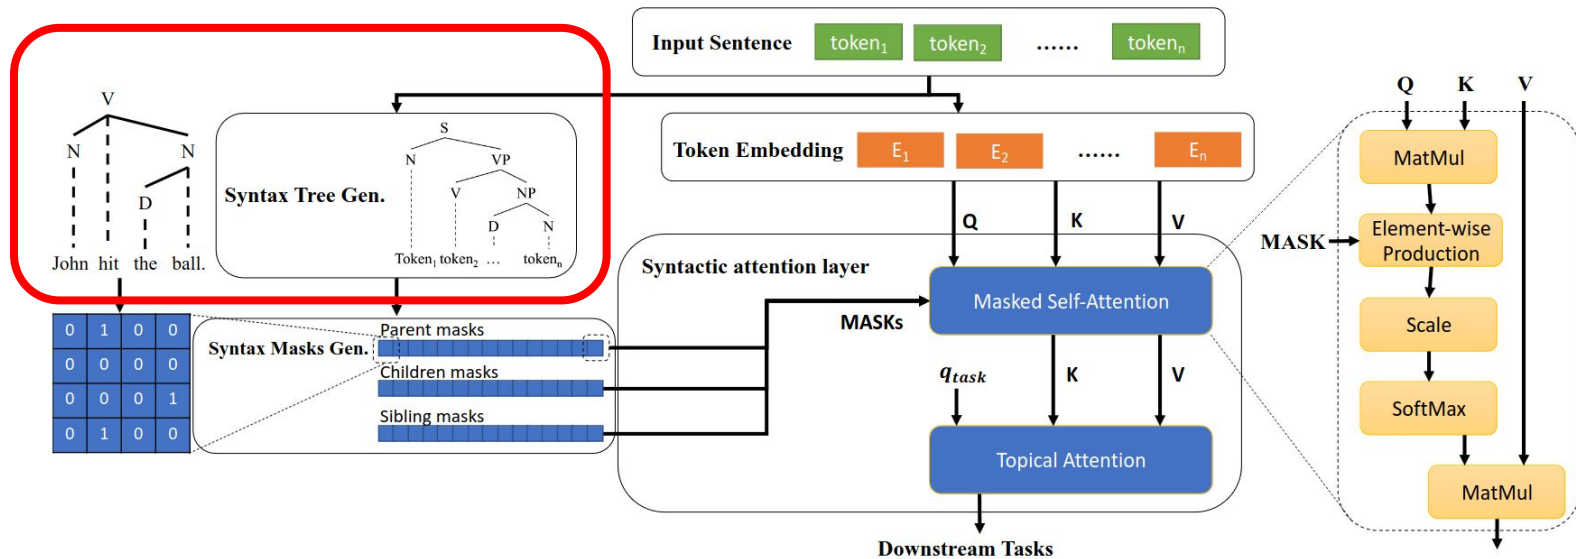 Input Sentence token1 token2 ...... tokenn
V
N N
D
John hit the ball.
Syntax Tree Gen.
S
N VP
V NP
D N
Token1 token2 ... tokenn
Token Embedding E1 E2 ...... En
Q K V
Syntactic attention layer
Masked Self-Attention
MASKs
qtask K V
Topical Attention
Downstream Tasks
0 1 0 0
0 0 0 0
0 0 0 1
0 1 0 0
Syntax Masks Gen.
Parent masks
Children masks
Sibling masks
Q K V
MatMul
MASK
Element-wise
Production
Scale
SoftMax
MatMul